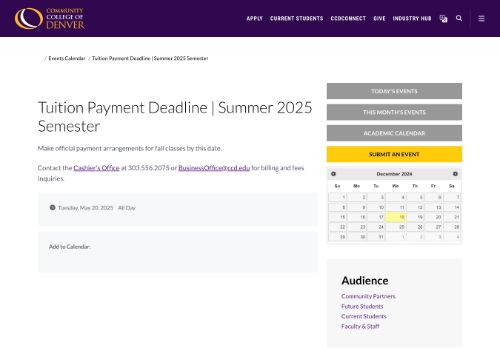 COMMUNITY
COLLEGE OF
DENVER
APPLY CURRENT STUDENTS CCDCONNECT GIVE INDUSTRY HUB
/ Events Calendar / Tuition Payment Deadline | Summer 2025 Semester
Tuition Payment Deadline | Summer 2025
Semester
Make official payment arrangements for fall classes by this date.
Contact the Cashier's Office at 303.556.2075 or BusinessOffice@ccd.edu for billing and fees
inquiries.
Tuesday, May 20, 2025 All Day
Add to Calendar:
TODAY'S EVENTS
THIS MONTH'S EVENTS
ACADEMIC CALENDAR
SUBMIT AN EVENT
December 2024
Su Mo Tu We Th Fr Sa
1 2 3 4 5 6 7
8 9 10 11 12 13 14
15 16 17 18 19 20 21
22 23 24 25 26 27 28
29 30 31 1 2 3 4
Audience
Community Partners
Future Students
Current Students
Faculty & Staff